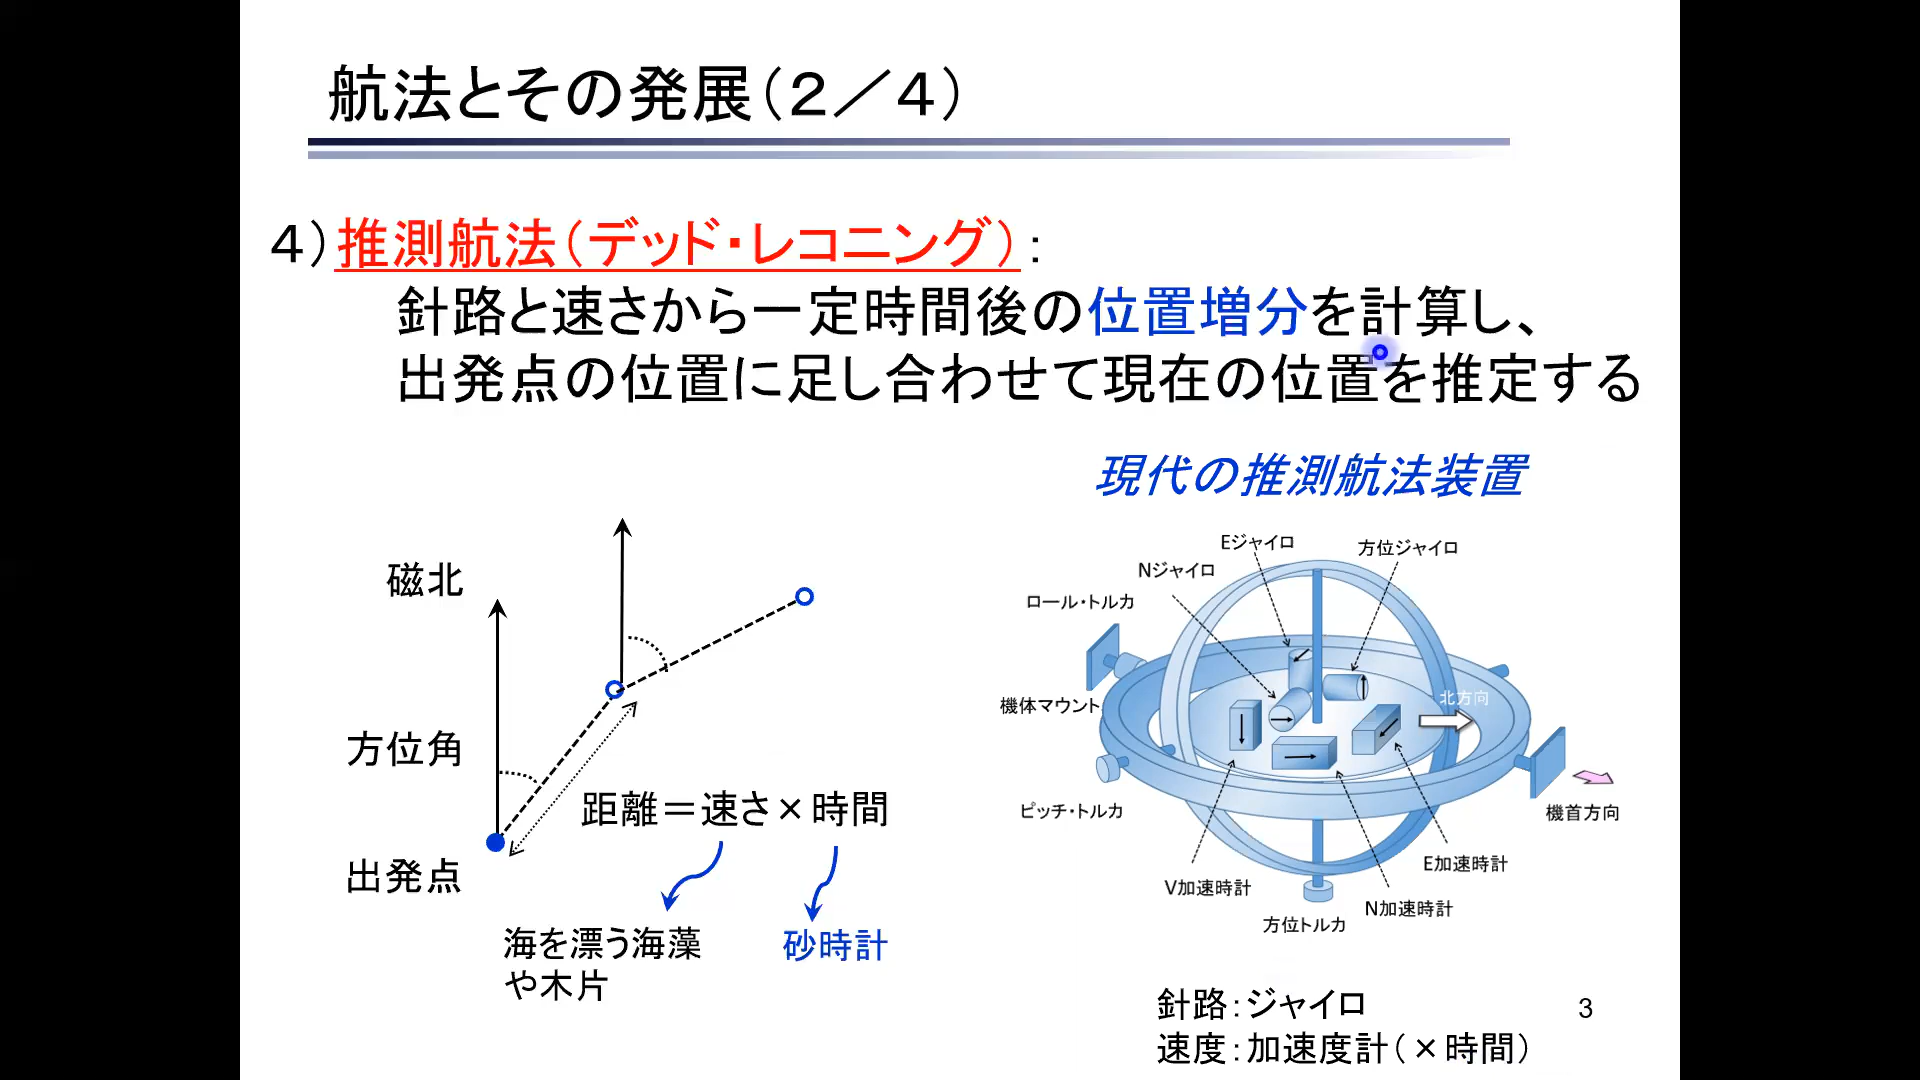 航法とその発展(2/4)
4)推測航法(デッド・レコニング):
針路と速さから一定時間後の位置増分を計算し、
出発点の位置に足し合わせて現在の位置を推定する
現代の推測航法装置
磁北
方位角
出発点
距離=速さ×時間
海を漂う海藻
や木片
砂時計
Eジャイロ
方位ジャイロ
Nジャイロ
ロール・トルカ
機体マウント
北方向
ピッチ・トルカ
機首方向
E加速時計
V加速時計
N加速時計
方位トルカ
針路:ジャイロ
速度:加速度計(×時間)
3